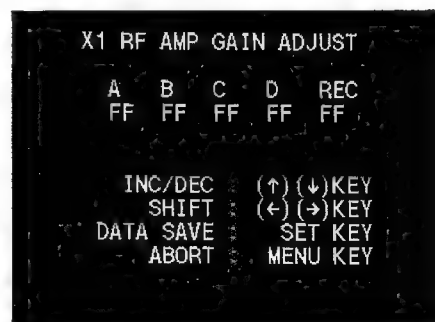 X1 RF AMP GAIN ADJUST
A B C D REC
FF FF FF FF FF
INC/DEC (↑)(↓)KEY
SHIFT (←)(→)KEY
DATA SAVE SET KEY
ABORT MENU KEY